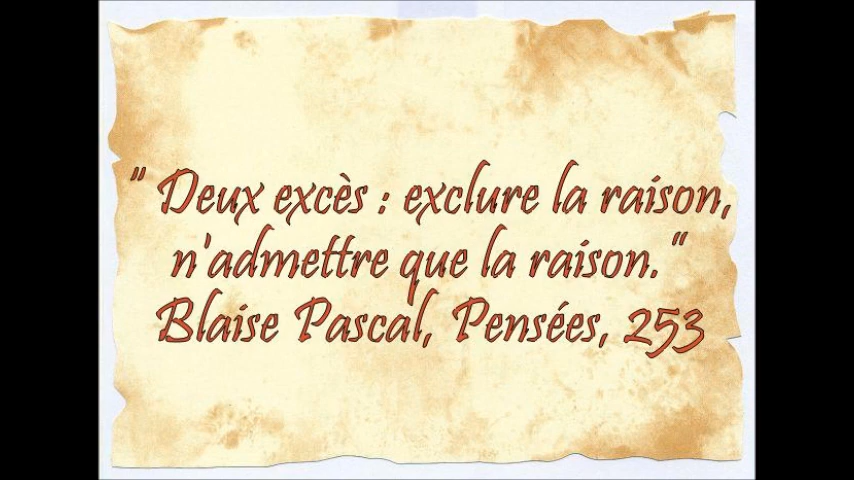 " Deux excès : exclure la raison,
n'admettre que la raison."
Blaise Pascal, Pensées, 253